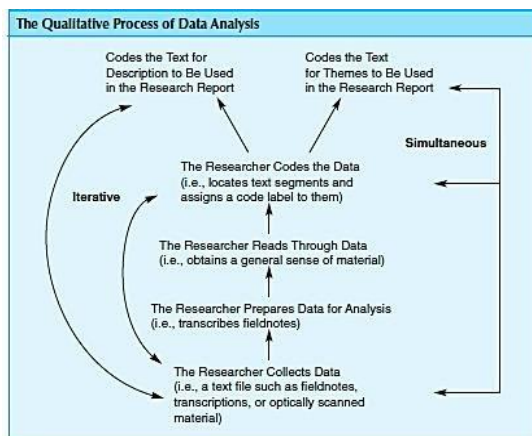 The Qualitative Process of Data Analysis
Codes the Text for
Description to Be Used
in the Research Report
Codes the Text
for Themes to Be Used
in the Research Report
Simultaneous
The Researcher Codes the Data
(i.e., locates text segments and
assigns a code label to them)
Iterative
The Researcher Reads Through Data
(i.e., obtains a general sense of material)
The Researcher Prepares Data for Analysis
(i.e., transcribes fieldnotes)
The Researcher Collects Data
(i.e., a text file such as fieldnotes,
transcriptions, or optically scanned
material)